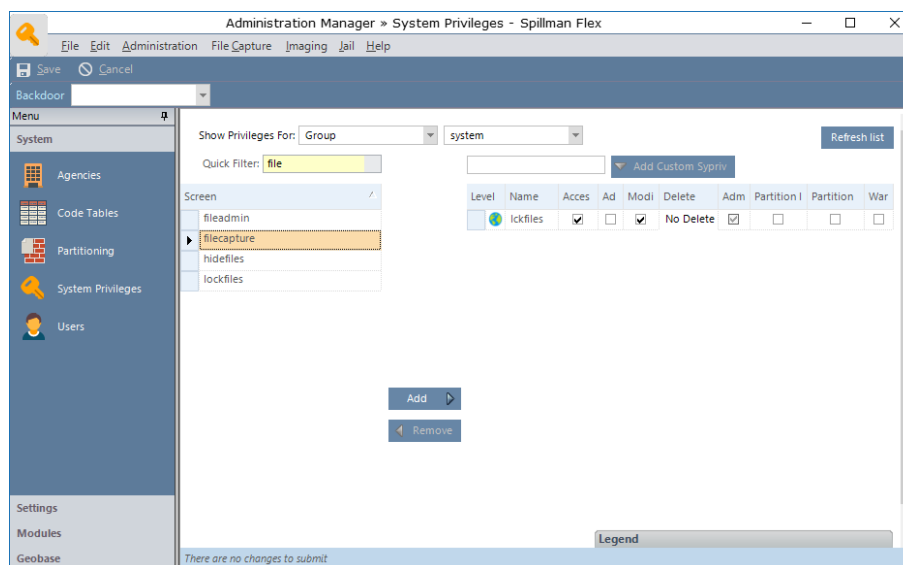 Administration Manager » System Privileges - Spillman Flex
File Edit Administration File Capture Imaging Jail Help
Save Cancel
Backdoor
Menu
System
Agencies
Code Tables
Partitioning
System Privileges
Users
Settings
Modules
Geobase
Show Privileges For: Group system
Refresh list
Quick Filter: file
Add Custom Sypriv
Screen
fileadmin
filecapture
hidefiles
lockfiles
Add
Remove
Level Name Acces Ad Modi Delete Adm Partition I Partition War
lckfiles No Delete
Legend
There are no changes to submit